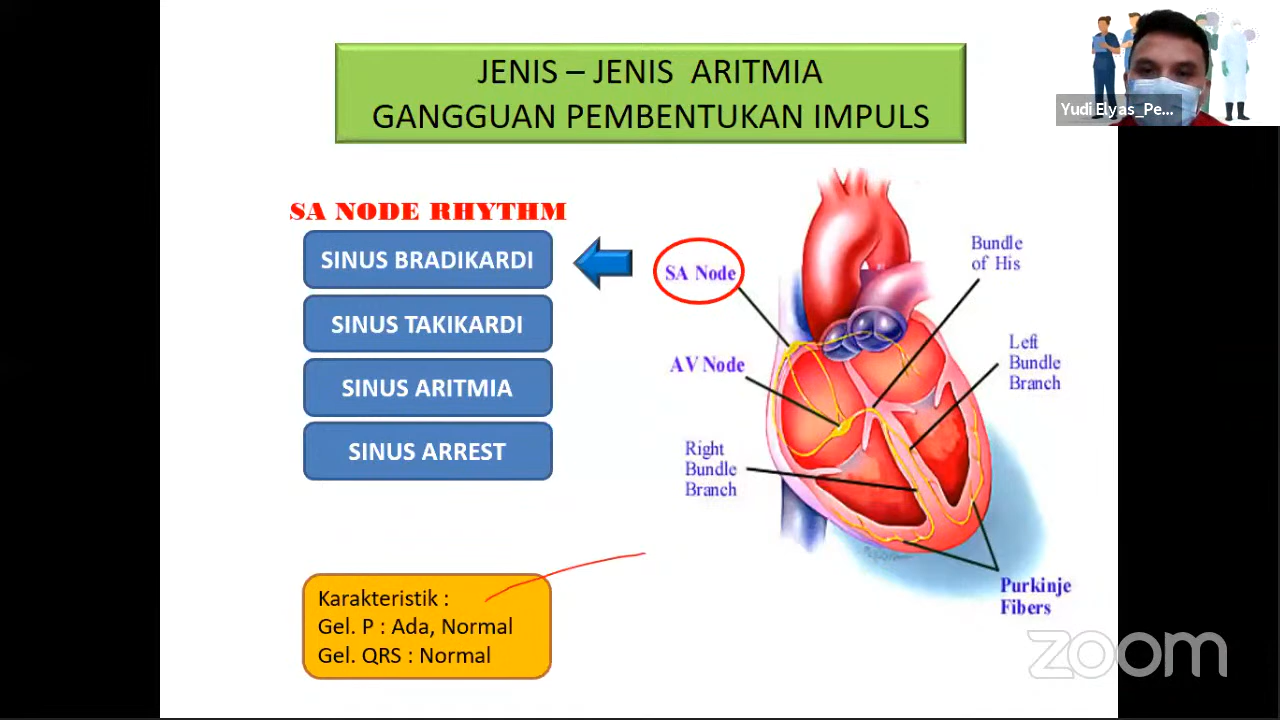 JENIS – JENIS ARITMIA
GANGGUAN PEMBENTUKAN IMPULS
Yudi Elyas_Pe...
SA NODE RHYTHM
SINUS BRADIKARDI
SINUS TAKIKARDI
SINUS ARITMIA
SINUS ARREST
SA Node
AV Node
Right
Bundle
Branch
Bundle
of His
Left
Bundle
Branch
Purkinje
Fibers
Karakteristik :
Gel. P : Ada, Normal
Gel. QRS : Normal
zoom